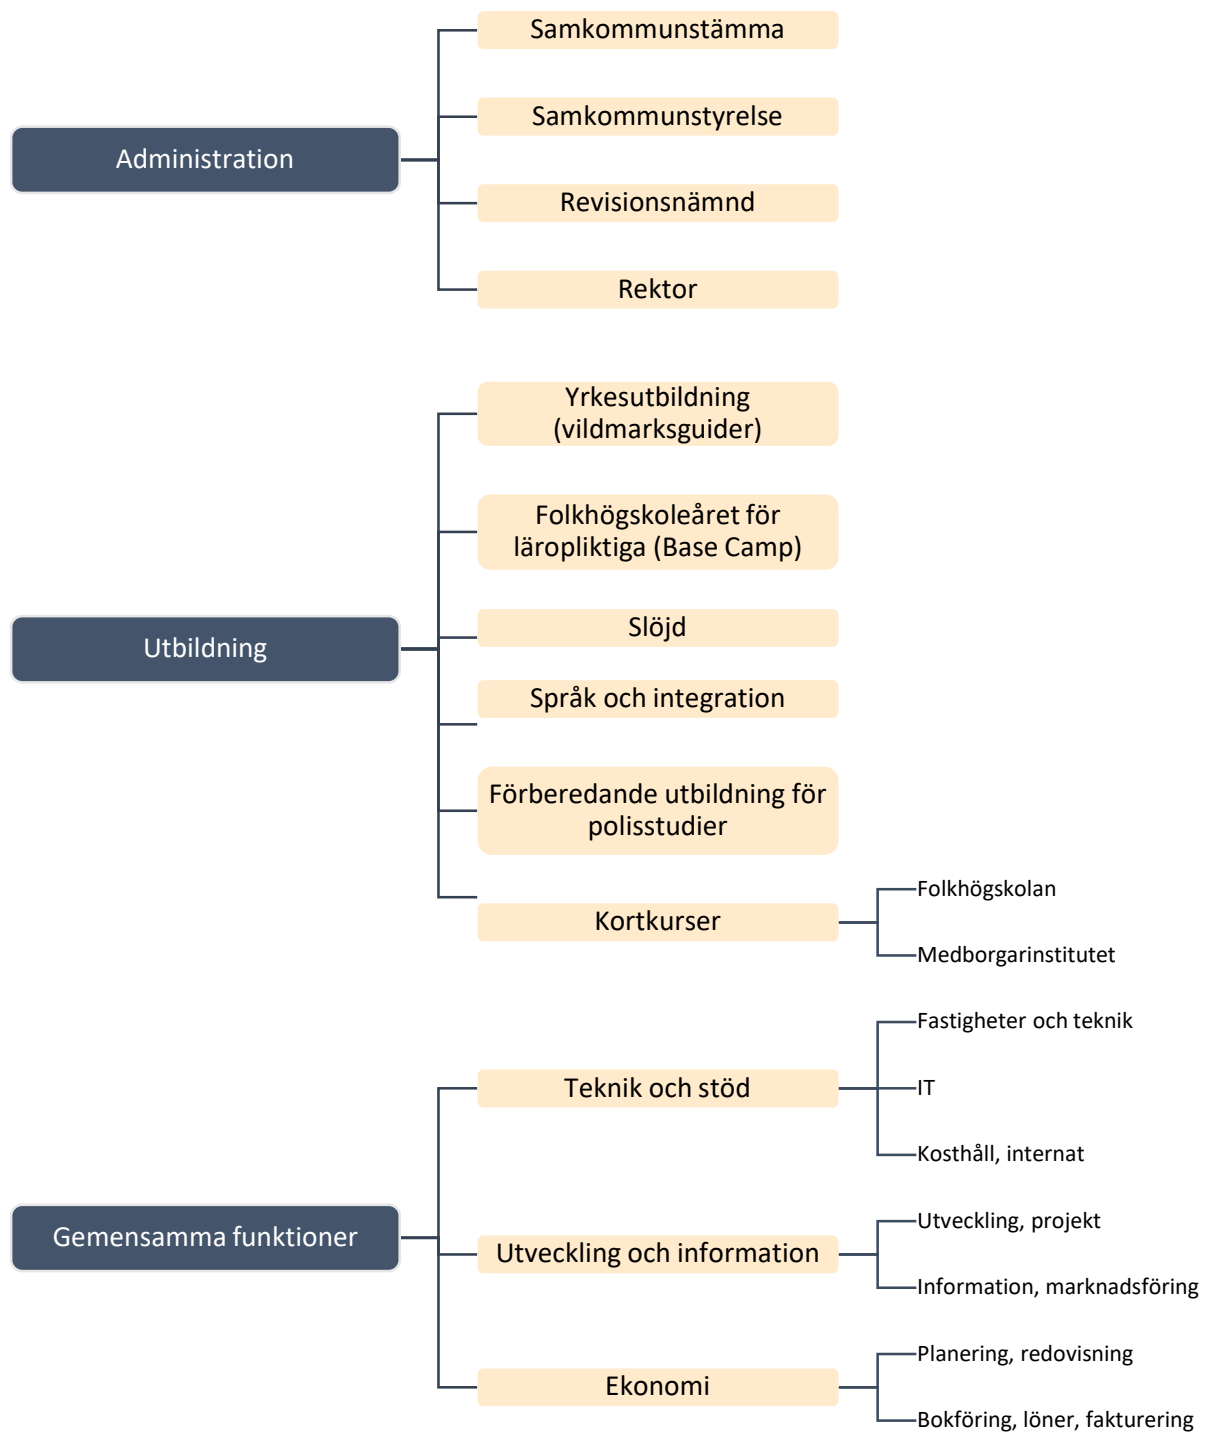 Administration
Samkommunstämma
Samkommunstyrelse
Revisionsnämnd
Rektor
Utbildning
Yrkesutbildning
(vildmarksguider)
Folkhögskoleåret för
läropliktiga (Base Camp)
Slöjd
Språk och integration
Förberedande utbildning för
polisstudier
Kortkurser
Folkhögskolan
Medborgarinstitutet
Gemensamma funktioner
Teknik och stöd
Fastigheter och teknik
IT
Kosthåll, internat
Utveckling och information
Utveckling, projekt
Information, marknadsföring
Ekonomi
Planering, redovisning
Bokföring, löner, fakturering